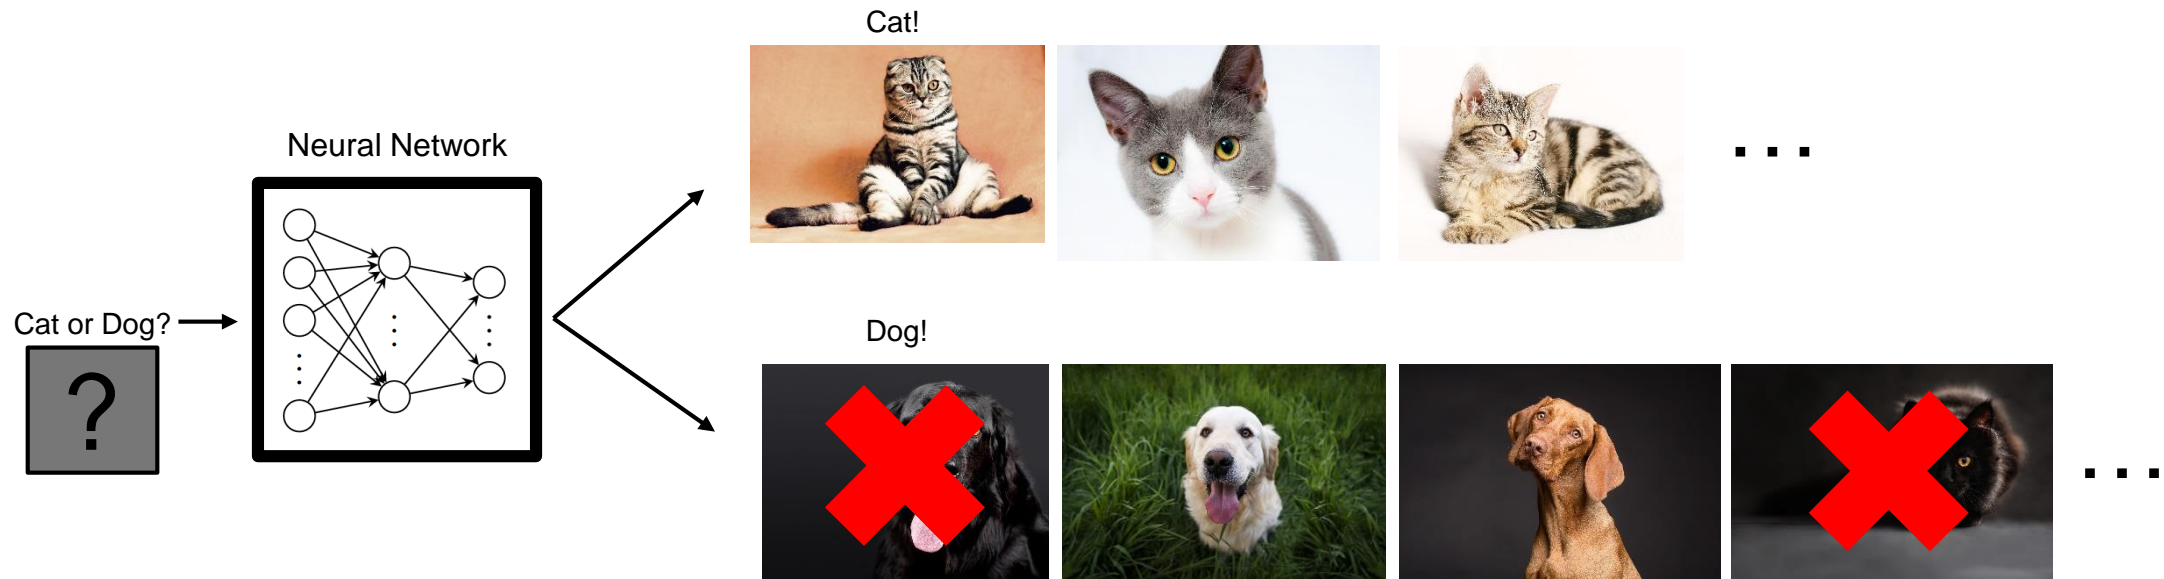 Cat!
Neural Network
Cat or Dog?
?
. . .
Dog!
. . .